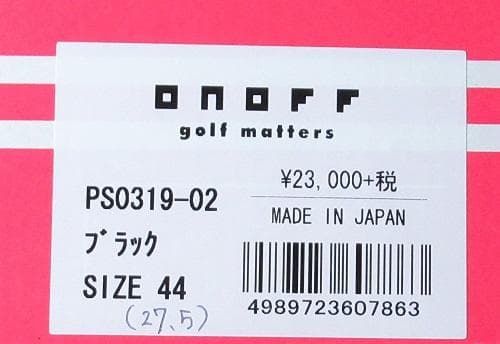 onoff
golf matters
PS0319-02
ブラック
SIZE 44
(27.5)
¥23,000+税
MADE IN JAPAN
4989723607863